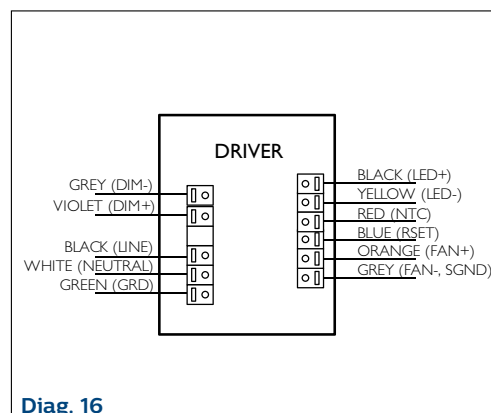 DRIVER
GREY (DIM-)
VIOLET (DIM+)
BLACK (LINE)
WHITE (NEUTRAL)
GREEN (GRD)
BLACK (LED+)
YELLOW (LED-)
RED (NTC)
BLUE (RSET)
ORANGE (FAN+)
GREY (FAN-, SGND)
Diag. 16